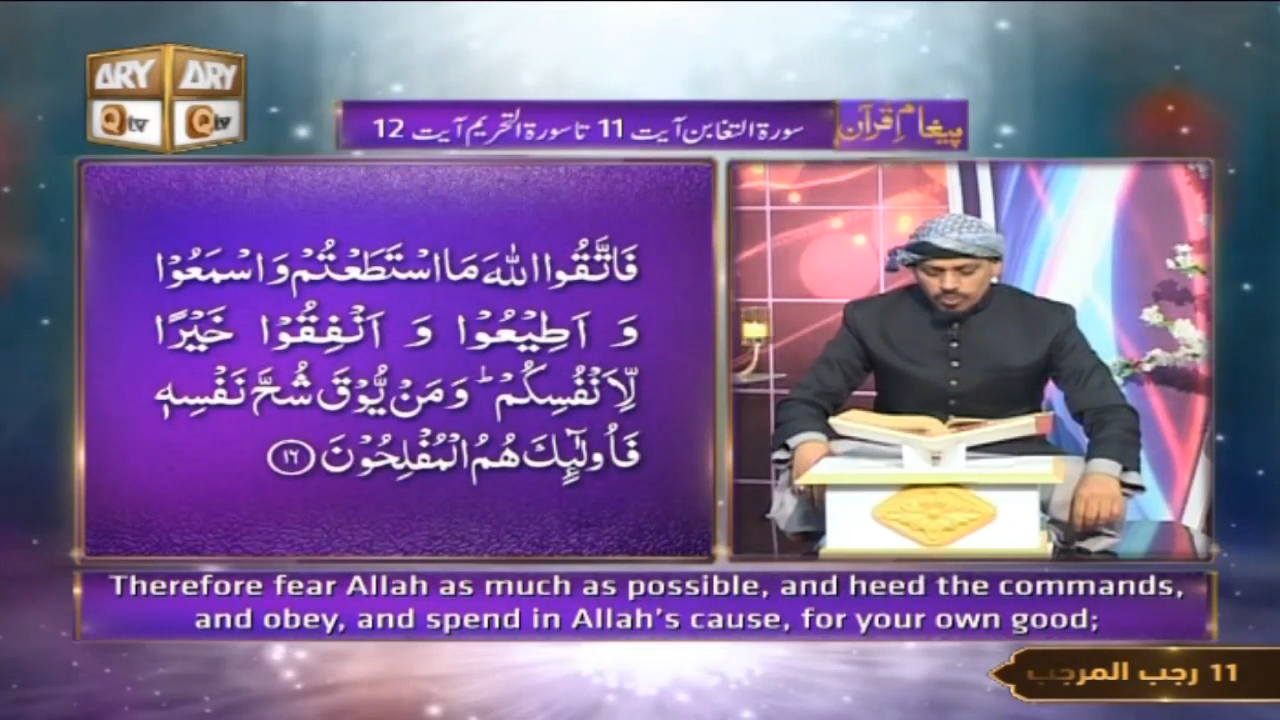 ARY ARY
Qtv Qtv
پیغامِ قرآن
سورۃ التغابن آیت 11 تا سورۃ التحریم آیت 12
فَاتَّقُوا اللّٰهَ مَا اسْتَطَعْتُمْ وَ اسْمَعُوْا
وَ اَطِیْعُوْا وَ اَنْفِقُوْا خَیْرًا
لِّاَنْفُسِكُمْ ؕ وَ مَنْ یُّوْقَ شُحَّ نَفْسِهٖ
فَاُولٰٓىِٕكَ هُمُ الْمُفْلِحُوْنَ ۝۱۶
Therefore fear Allah as much as possible, and heed the commands,
and obey, and spend in Allah's cause, for your own good;
11 رجب المرجب